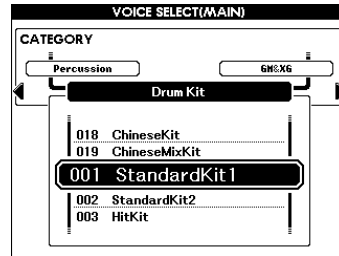 VOICE SELECT(MAIN)
CATEGORY
Percussion GM&XG
Drum Kit
018 ChineseKit
019 ChineseMixKit
001 StandardKit1
002 StandardKit2
003 HitKit